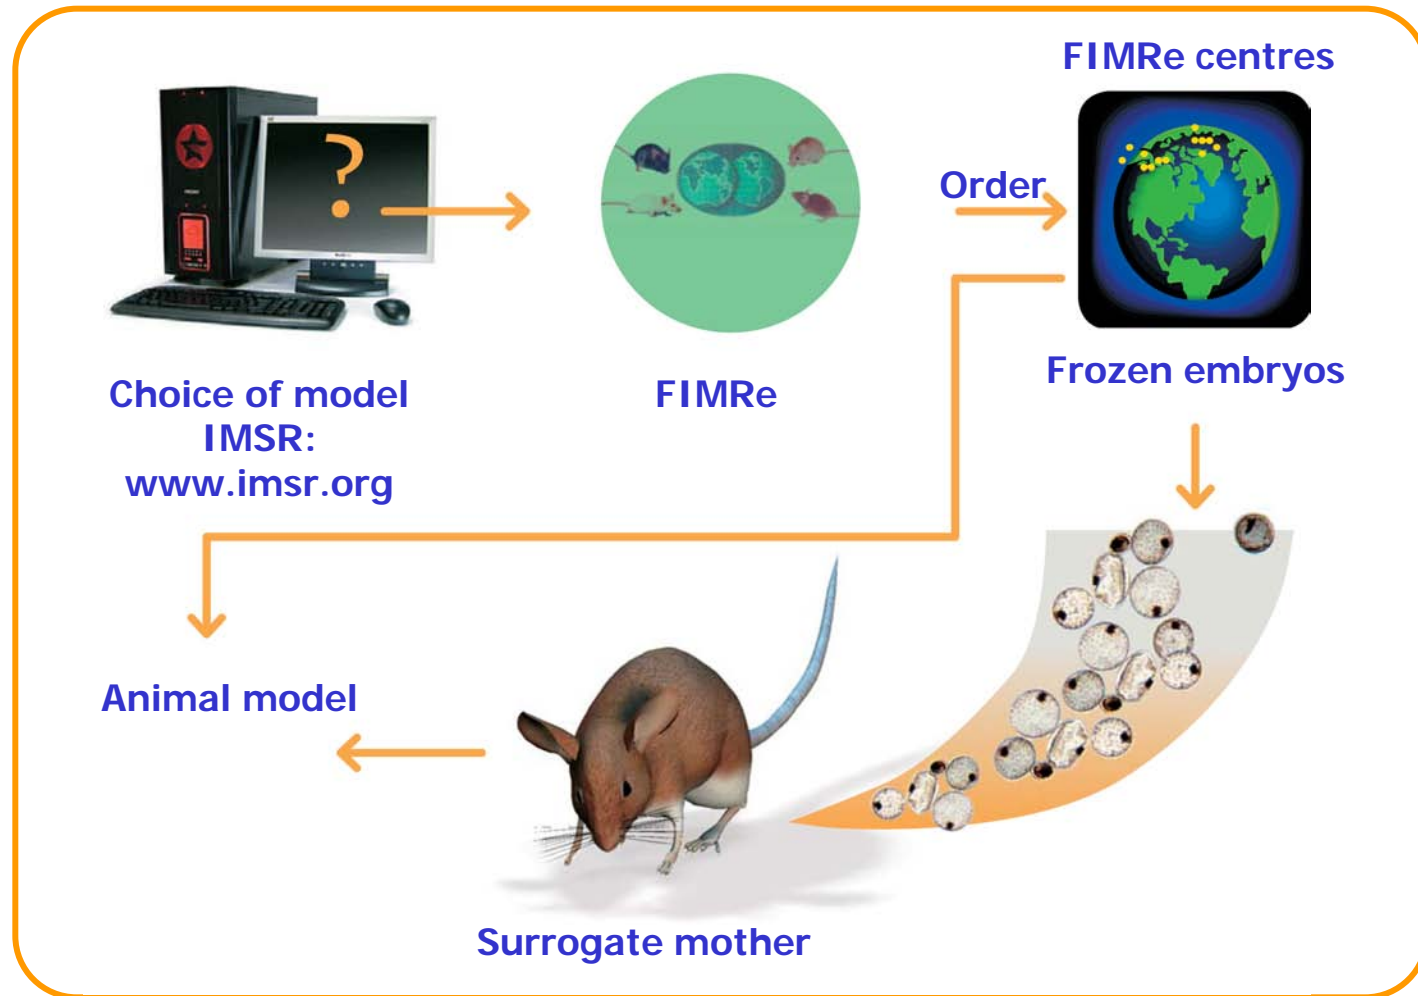 FIMRe centres
Order
Choice of model
IMSR:
www.imsr.org
FIMRe
Frozen embryos
Animal model
Surrogate mother